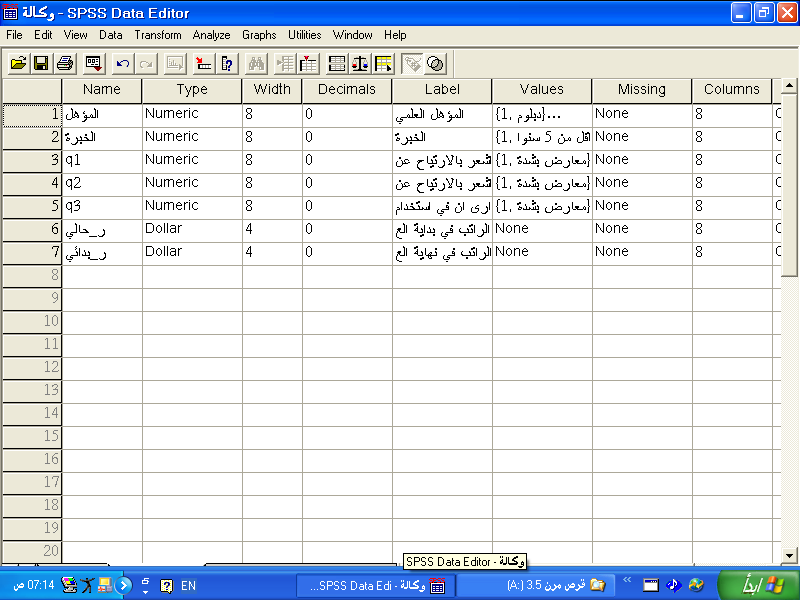 وكالة - SPSS Data Editor
File Edit View Data Transform Analyze Graphs Utilities Window Help
Name Type Width Decimals Label Values Missing Columns
1 المؤهل Numeric 8 0 المؤهل العلمي {1, دبلوم}... None 8
2 الخبرة Numeric 8 0 الخبرة {1, اقل من 5 سنوا None 8
3 q1 Numeric 8 0 اشعر بالارتياح عن {1, معارض بشدة} None 8
4 q2 Numeric 8 0 اشعر بالارتياح عن {1, معارض بشدة} None 8
5 q3 Numeric 8 0 ارى ان في استخدام {1, معارض بشدة} None 8
6 ر_حالي Dollar 4 0 الراتب في بداية الع None None 8
7 ر_بدائي Dollar 4 0 الراتب في نهاية الع None None 8
8
9
10
11
12
13
14
15
16
17
18
19
20
وكالة - SPSS Data Editor
ابدأ
قرص مرن 3.5 (A:)
وكالة - SPSS Data Edi...
EN
07:14 ص